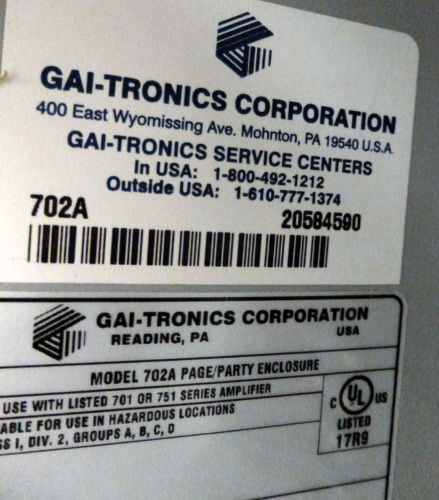 GAI-TRONICS CORPORATION
400 East Wyomissing Ave. Mohnton, PA 19540 U.S.A.
GAI-TRONICS SERVICE CENTERS
In USA: 1-800-492-1212
Outside USA: 1-610-777-1374
702A 20584590
GAI-TRONICS CORPORATION
READING, PA USA
MODEL 702A PAGE/PARTY ENCLOSURE
USE WITH LISTED 701 OR 751 SERIES AMPLIFIER
ABLE FOR USE IN HAZARDOUS LOCATIONS
SS I, DIV. 2, GROUPS A, B, C, D
C UL US
LISTED
17R9